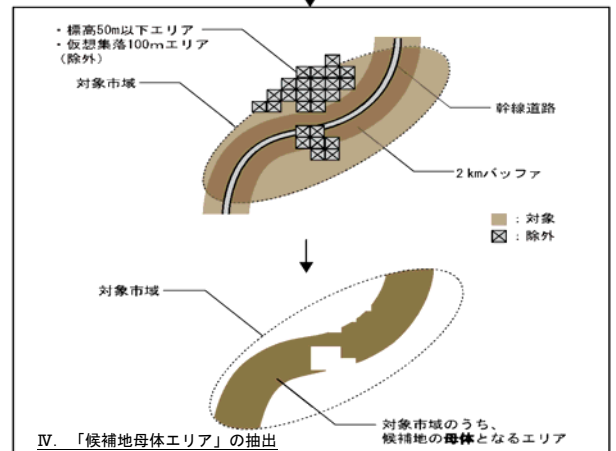 ・標高50m以下エリア
・仮想集落100mエリア
（除外）
対象市域
幹線道路
2kmバッファ
：対象
：除外
対象市域
対象市域のうち、
候補地の母体となるエリア
Ⅳ. 「候補地母体エリア」の抽出